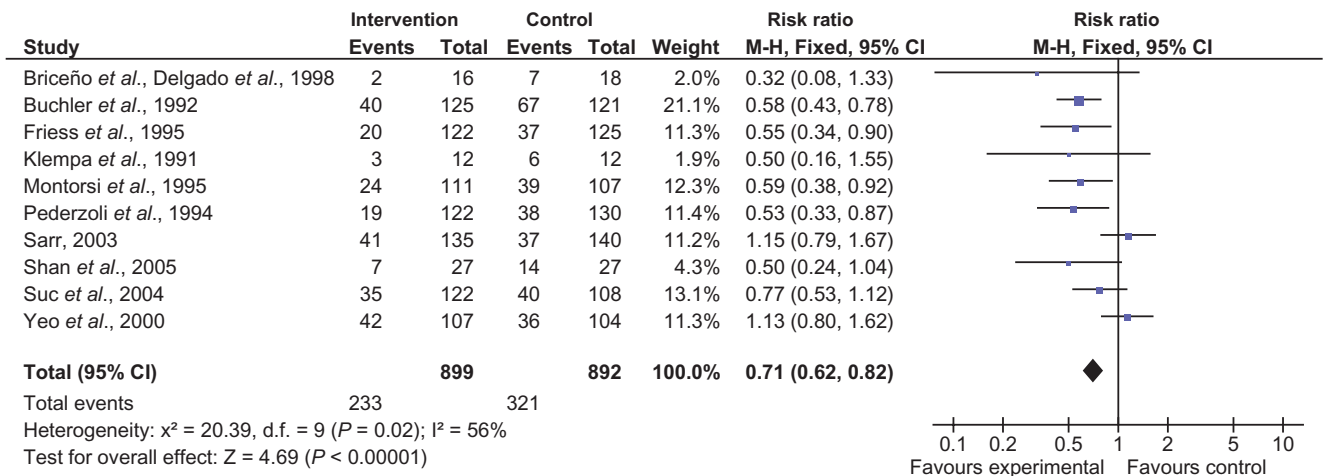 Intervention Control Risk ratio Risk ratio
Study Events Total Events Total Weight M-H, Fixed, 95% CI M-H, Fixed, 95% CI
Briceño et al., Delgado et al., 1998 2 16 7 18 2.0% 0.32 (0.08, 1.33)
Buchler et al., 1992 40 125 67 121 21.1% 0.58 (0.43, 0.78)
Friess et al., 1995 20 122 37 125 11.3% 0.55 (0.34, 0.90)
Klempa et al., 1991 3 12 6 12 1.9% 0.50 (0.16, 1.55)
Montorsi et al., 1995 24 111 39 107 12.3% 0.59 (0.38, 0.92)
Pederzoli et al., 1994 19 122 38 130 11.4% 0.53 (0.33, 0.87)
Sarr, 2003 41 135 37 140 11.2% 1.15 (0.79, 1.67)
Shan et al., 2005 7 27 14 27 4.3% 0.50 (0.24, 1.04)
Suc et al., 2004 35 122 40 108 13.1% 0.77 (0.53, 1.12)
Yeo et al., 2000 42 107 36 104 11.3% 1.13 (0.80, 1.62)
Total (95% CI) 899 892 100.0% 0.71 (0.62, 0.82)
Total events 233 321
Heterogeneity: x² = 20.39, d.f. = 9 (P = 0.02); I² = 56%
Test for overall effect: Z = 4.69 (P < 0.00001)
0.1 0.2 0.5 1 2 5 10
Favours experimental Favours control